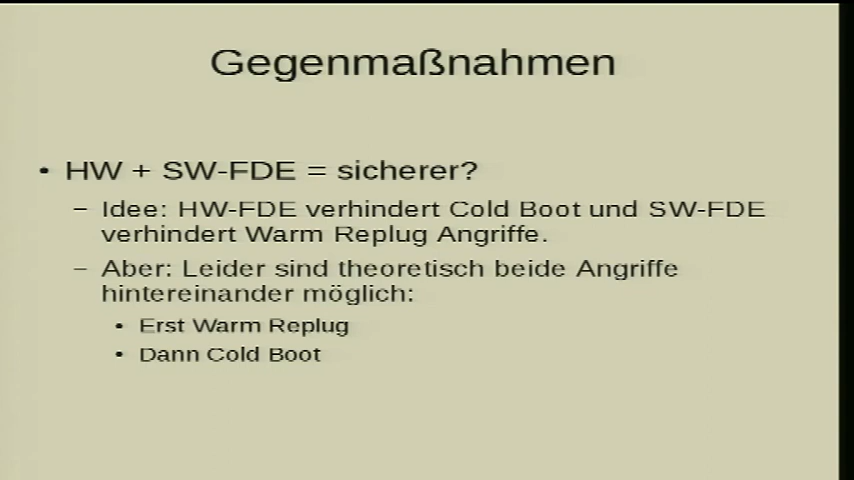 Gegenmaßnahmen
• HW + SW-FDE = sicherer?
– Idee: HW-FDE verhindert Cold Boot und SW-FDE
verhindert Warm Replug Angriffe.
– Aber: Leider sind theoretisch beide Angriffe
hintereinander möglich:
• Erst Warm Replug
• Dann Cold Boot